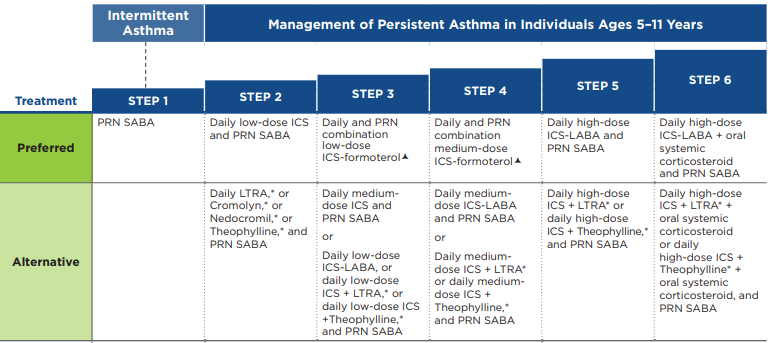 Intermittent
Asthma
Management of Persistent Asthma in Individuals Ages 5–11 Years
Treatment
STEP 1
STEP 2
STEP 3
STEP 4
STEP 5
STEP 6
Preferred
PRN SABA
Daily low-dose ICS
and PRN SABA
Daily and PRN
combination
low-dose
ICS-formoterol▲
Daily and PRN
combination
medium-dose
ICS-formoterol▲
Daily high-dose
ICS-LABA and
PRN SABA
Daily high-dose
ICS-LABA + oral
systemic
corticosteroid
and PRN SABA
Alternative
Daily LTRA,* or
Cromolyn,* or
Nedocromil,* or
Theophylline,* and
PRN SABA
Daily medium-
dose ICS and
PRN SABA
or
Daily low-dose
ICS-LABA, or
daily low-dose
ICS + LTRA,* or
daily low-dose ICS
+Theophylline,*
and PRN SABA
Daily medium-
dose ICS-LABA
and PRN SABA
or
Daily medium-
dose ICS + LTRA*
or daily medium-
dose ICS +
Theophylline,*
and PRN SABA
Daily high-dose
ICS + LTRA* or
daily high-dose
ICS + Theophylline,*
and PRN SABA
Daily high-dose
ICS + LTRA* +
oral systemic
corticosteroid
or daily
high-dose ICS +
Theophylline* +
oral systemic
corticosteroid, and
PRN SABA